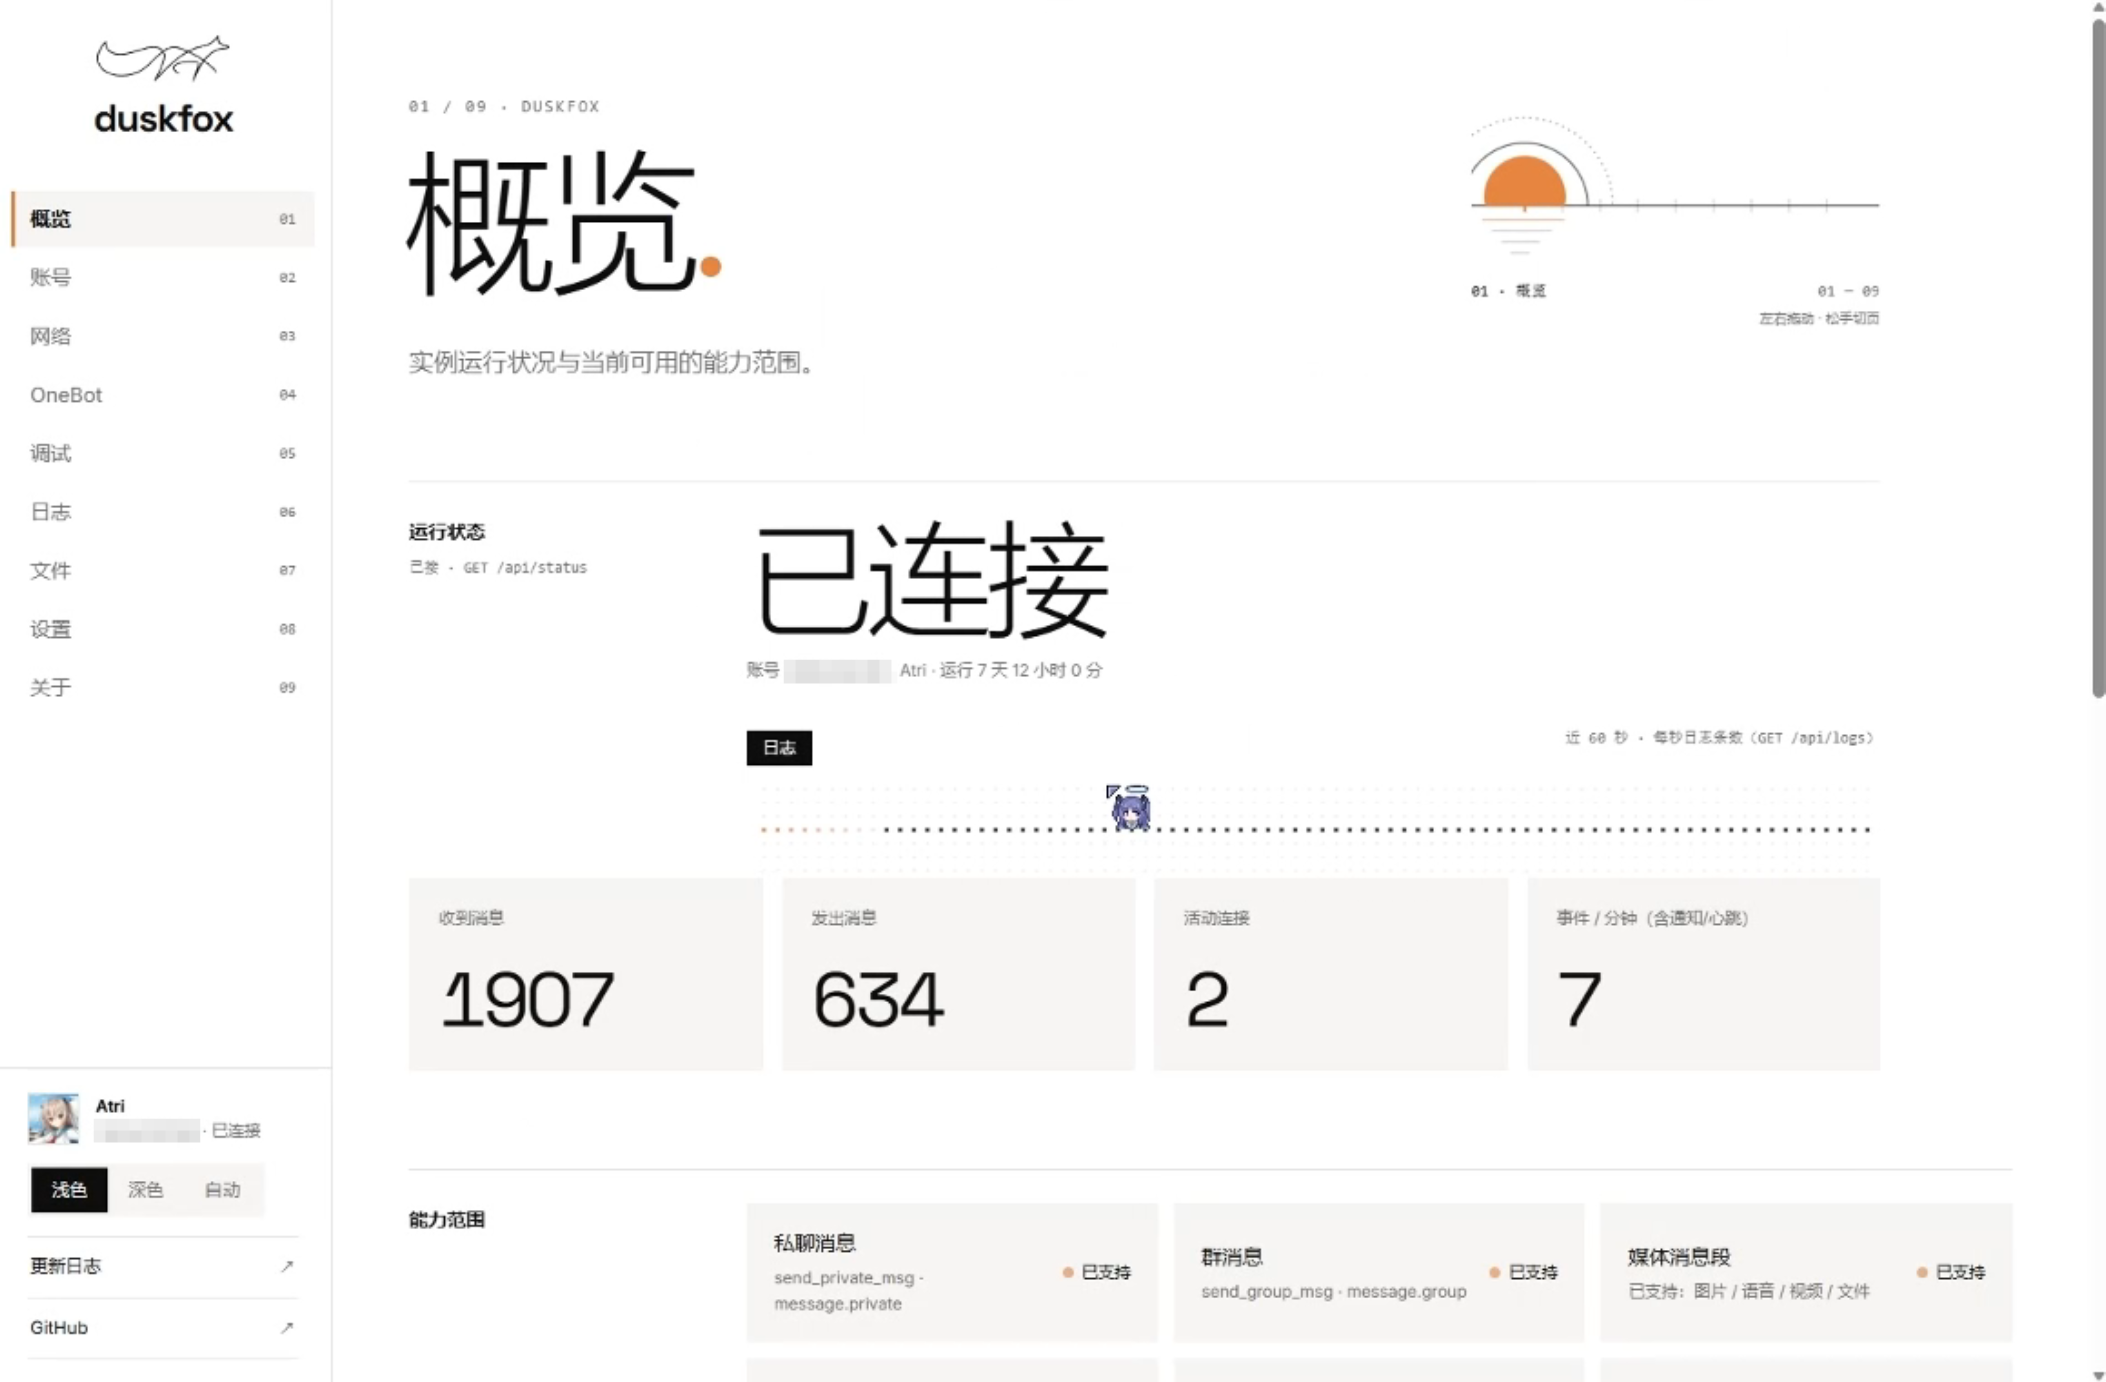 duskfox
概览 01
账号 02
网络 03
OneBot 04
调试 05
日志 06
文件 07
设置 08
关于 09
Atri
· 已连接
浅色 深色 自动
更新日志 ↗
GitHub ↗
01 / 09 · DUSKFOX
概览.
实例运行状况与当前可用的能力范围。
01 · 概览 01 — 09
左右拖动 · 松手切页
运行状态
已接 · GET /api/status
已连接
账号 Atri · 运行 7 天 12 小时 0 分
日志
近 60 秒 · 每秒日志条数（GET /api/logs）
收到消息
1907
发出消息
634
活动连接
2
事件 / 分钟（含通知/心跳）
7
能力范围
私聊消息
send_private_msg ·
message.private
已支持
群消息
send_group_msg · message.group
已支持
媒体消息段
已支持：图片 / 语音 / 视频 / 文件
已支持